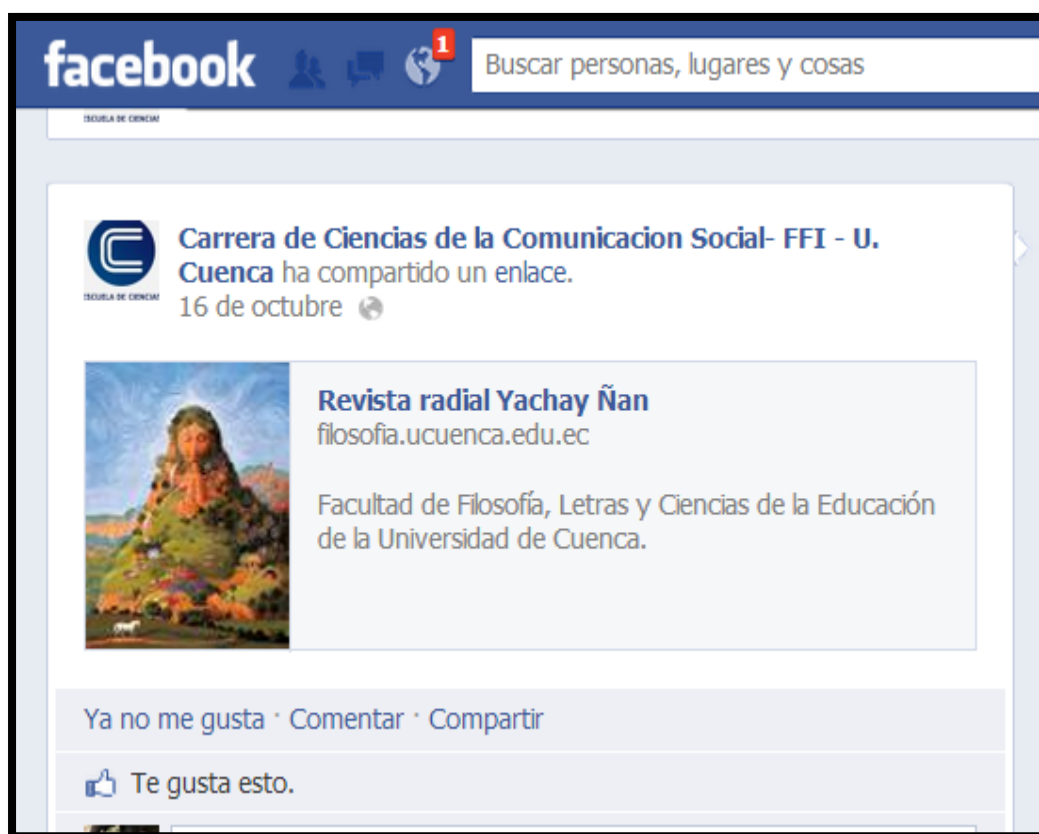 facebook
1
Buscar personas, lugares y cosas
Carrera de Ciencias de la Comunicacion Social- FFI - U.
Cuenca ha compartido un enlace.
16 de octubre
Revista radial Yachay Ñan
filosofia.ucuenca.edu.ec
Facultad de Filosofía, Letras y Ciencias de la Educación
de la Universidad de Cuenca.
Ya no me gusta · Comentar · Compartir
Te gusta esto.